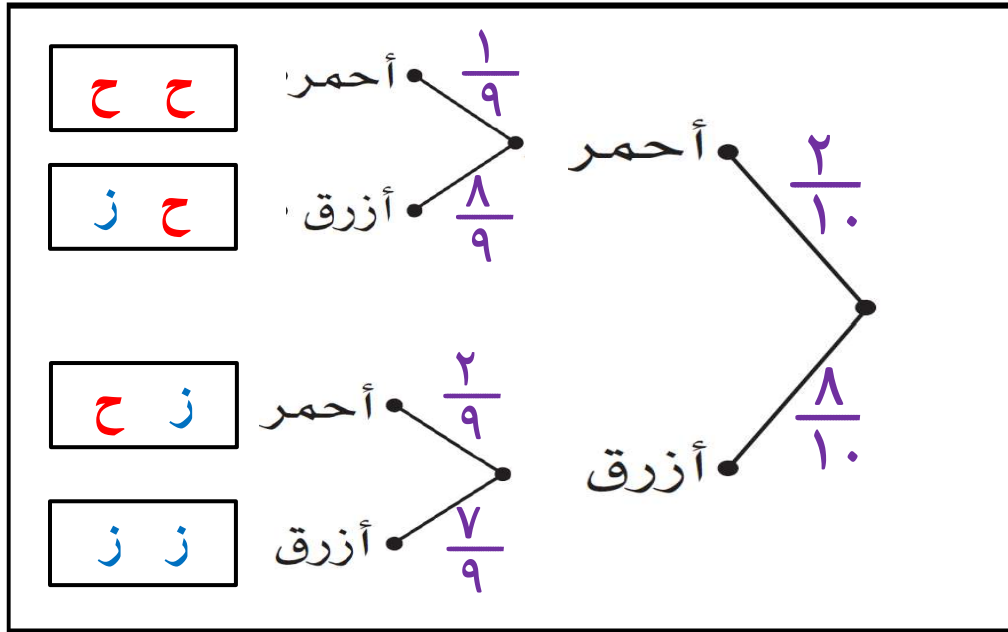 ٢/١٠
أحمر
١/٩
أحمر
ح ح
٨/٩
أزرق
ح ز
٨/١٠
أزرق
٢/٩
أحمر
ز ح
٧/٩
أزرق
ز ز